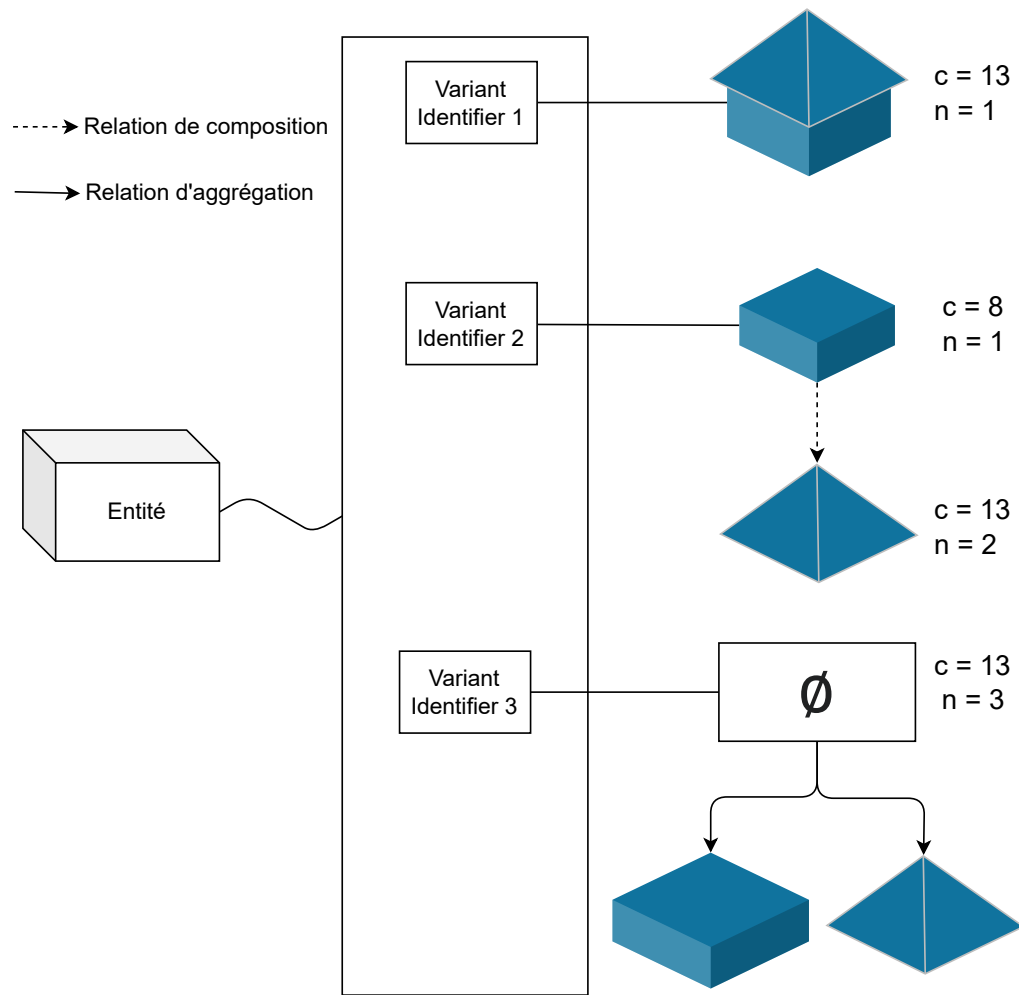 Variant
Identifier 1
c = 13
n = 1
Relation de composition
Relation d'aggrégation
Variant
Identifier 2
c = 8
n = 1
Entité
c = 13
n = 2
Variant
Identifier 3
Ø
c = 13
n = 3